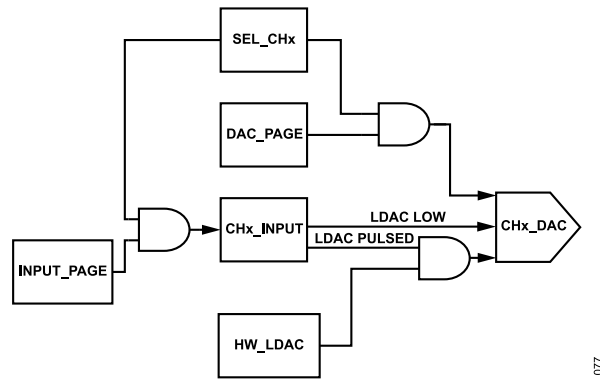 SEL_CHx
DAC_PAGE
CHx_INPUT
LDAC LOW
LDAC PULSED
CHx_DAC
INPUT_PAGE
HW_LDAC
077